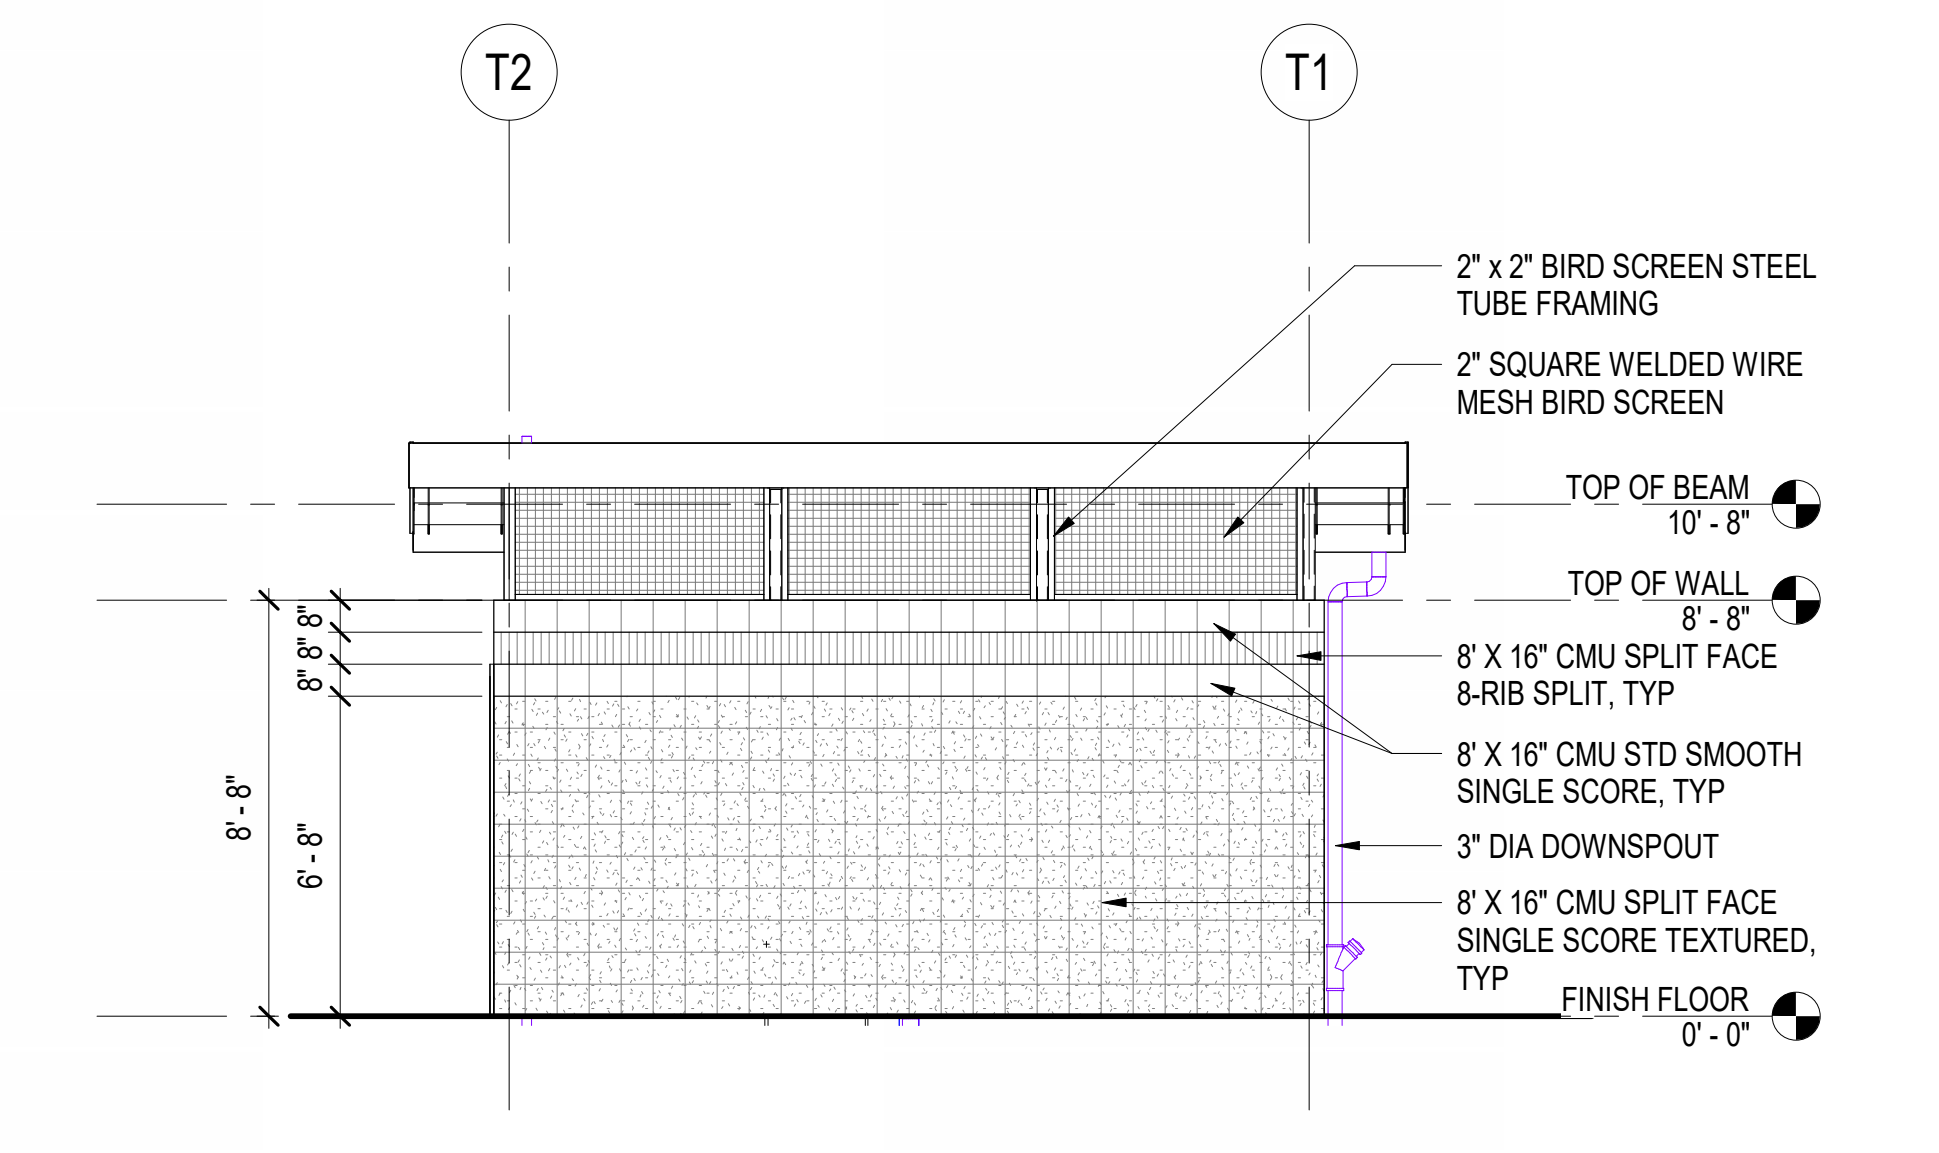 T2
T1
2" x 2" BIRD SCREEN STEEL
TUBE FRAMING
2" SQUARE WELDED WIRE
MESH BIRD SCREEN
TOP OF BEAM
10' - 8"
TOP OF WALL
8' - 8"
8' X 16" CMU SPLIT FACE
8-RIB SPLIT, TYP
8' X 16" CMU STD SMOOTH
SINGLE SCORE, TYP
3" DIA DOWNSPOUT
8' X 16" CMU SPLIT FACE
SINGLE SCORE TEXTURED,
TYP
FINISH FLOOR
0' - 0"
8"
8"
8"
6' - 8"
8' - 8"